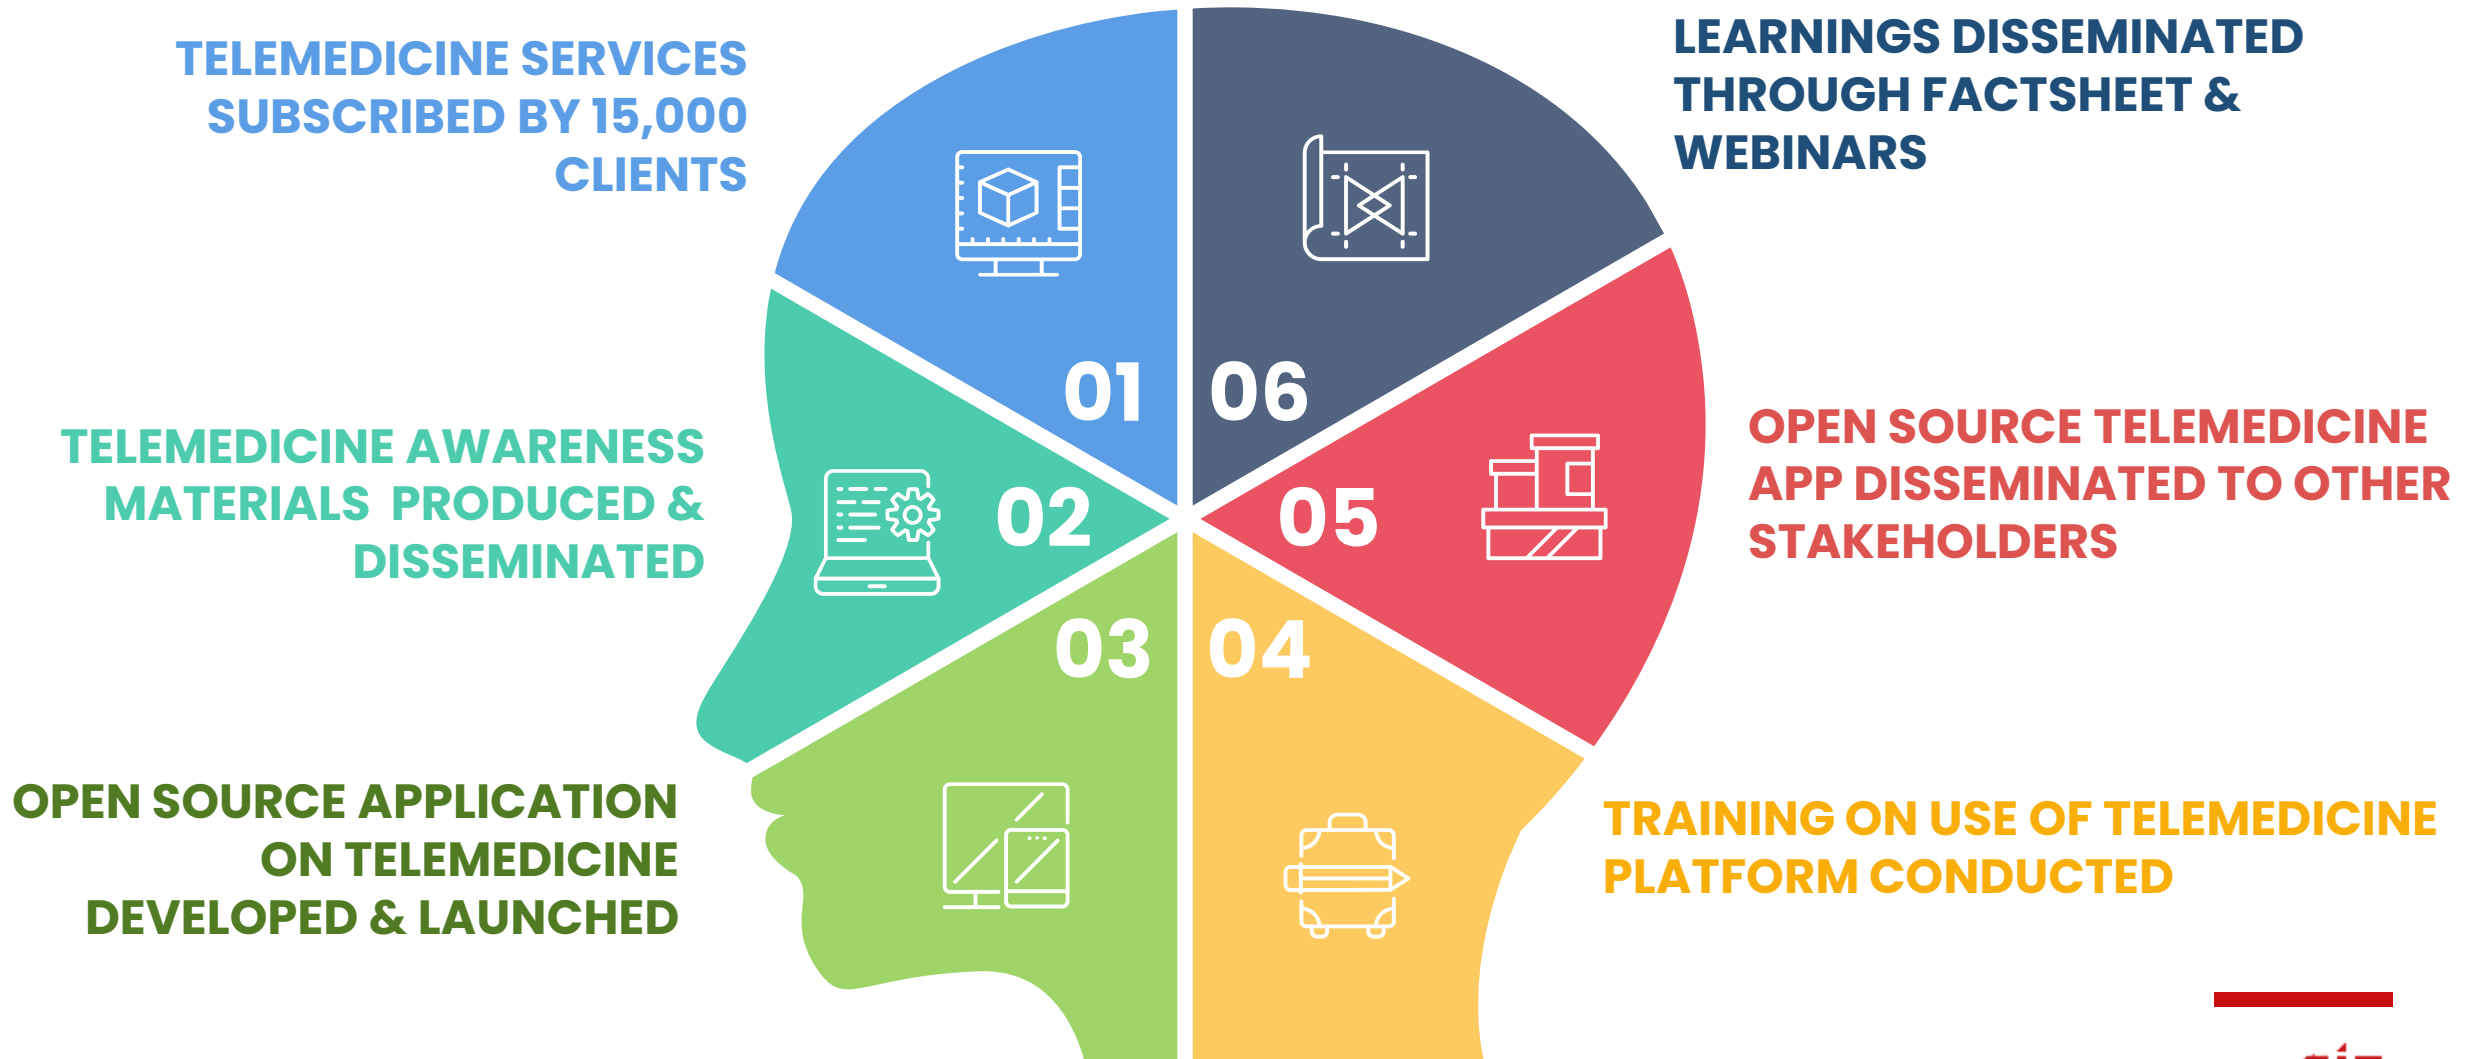 TELEMEDICINE SERVICES
SUBSCRIBED BY 15,000
CLIENTS
01
TELEMEDICINE AWARENESS
MATERIALS PRODUCED &
DISSEMINATED
02
OPEN SOURCE APPLICATION
ON TELEMEDICINE
DEVELOPED & LAUNCHED
03
04
TRAINING ON USE OF TELEMEDICINE
PLATFORM CONDUCTED
05
OPEN SOURCE TELEMEDICINE
APP DISSEMINATED TO OTHER
STAKEHOLDERS
06
LEARNINGS DISSEMINATED
THROUGH FACTSHEET &
WEBINARS